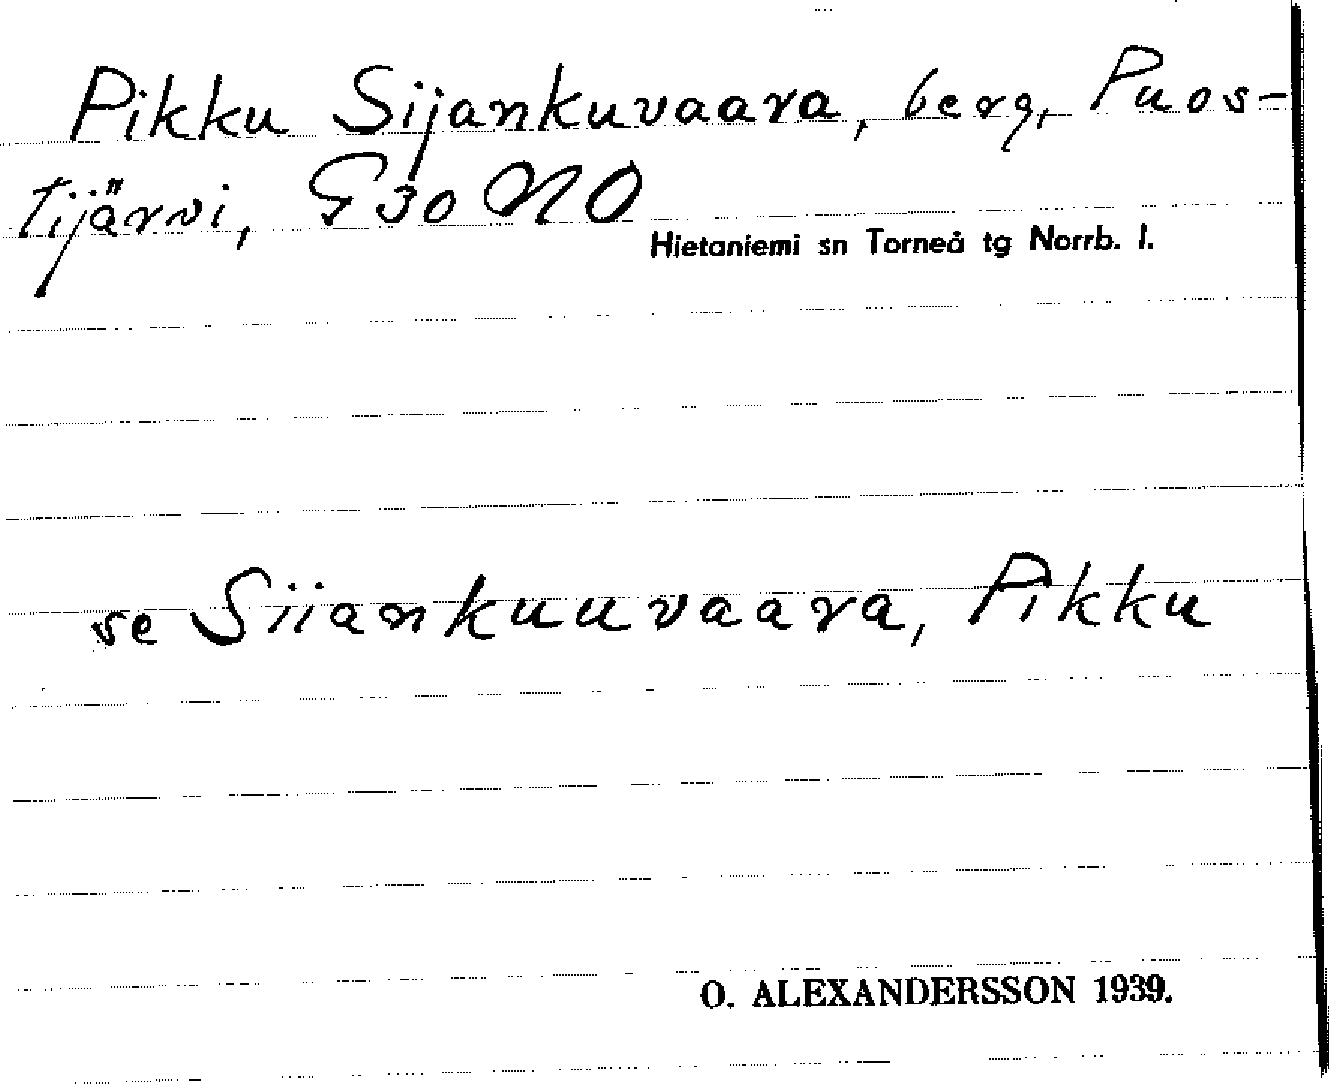 Pikku Sijankuvaara, berg, Puos-
tijärvi, G 30 NO
Hietaniemi sn Torneå tg Norrb. l.
se Siiankuuvaara, Pikku
O. ALEXANDERSSON 1939.